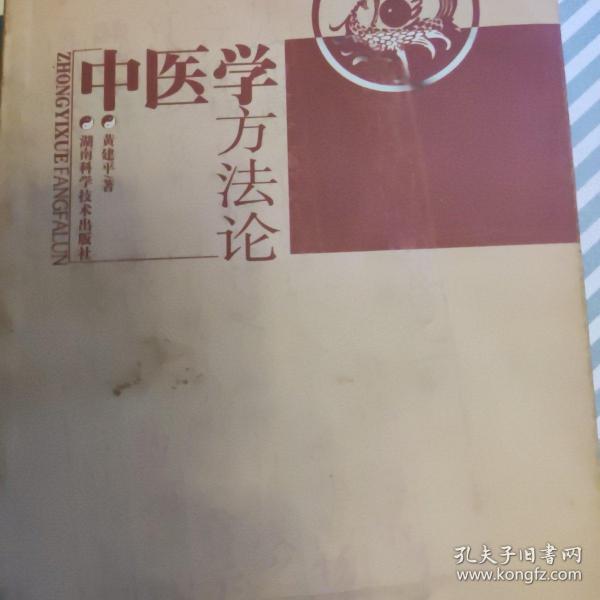 中医学
方法论
黄建平/著
湖南科学技术出版社
ZHONGYIXUE FANGFALUN
孔夫子旧书网
www.kongfz.com